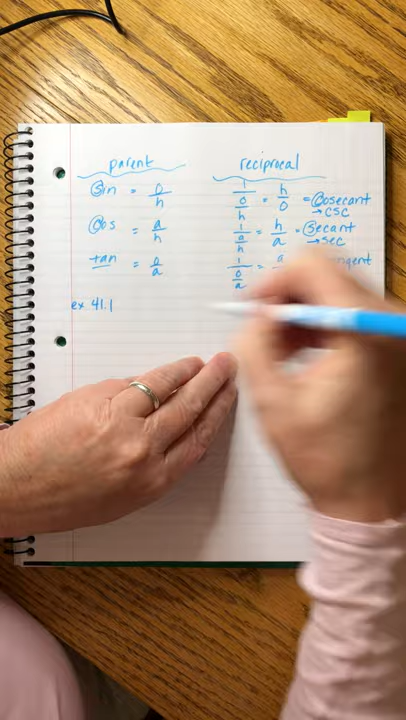 parent reciprocal
Sin = o/h 1/(o/h) = h/o = Cosecant
→ csc
Cos = a/h 1/(a/h) = h/a = Secant
→ sec
tan = o/a 1/(o/a) = a
ex 41.1